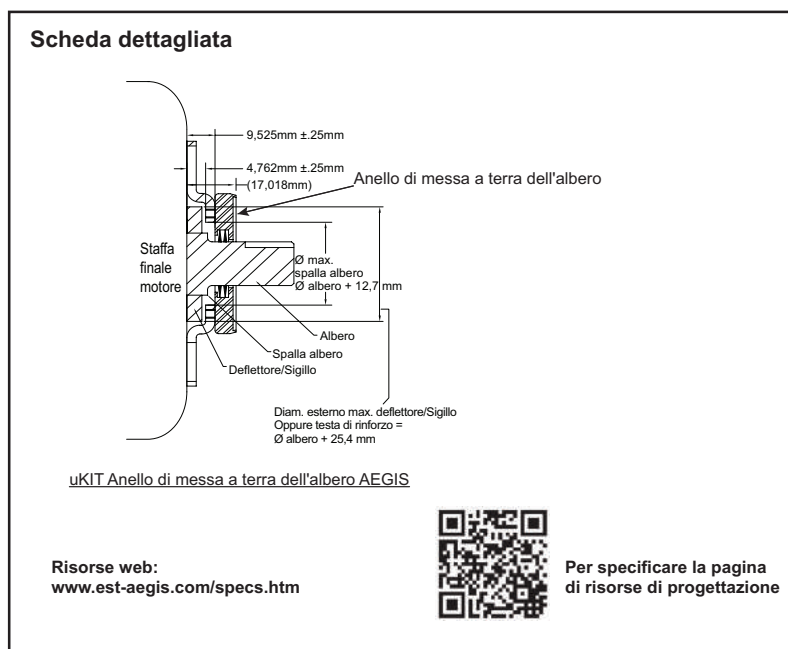 Scheda dettagliata
9,525mm ±.25mm
4,762mm ±.25mm
(17,018mm)
Anello di messa a terra dell'albero
Staffa
finale
motore
Ø max.
spalla albero
Ø albero + 12,7 mm
Albero
Spalla albero
Deflettore/Sigillo
Diam. esterno max. deflettore/Sigillo
Oppure testa di rinforzo =
Ø albero + 25,4 mm
uKIT Anello di messa a terra dell'albero AEGIS
Risorse web:
www.est-aegis.com/specs.htm
Per specificare la pagina
di risorse di progettazione